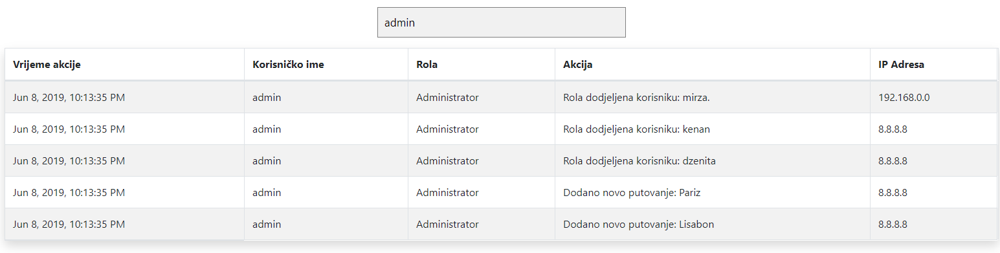 admin
Vrijeme akcije Korisničko ime Rola Akcija IP Adresa
Jun 8, 2019, 10:13:35 PM admin Administrator Rola dodjeljena korisniku: mirza. 192.168.0.0
Jun 8, 2019, 10:13:35 PM admin Administrator Rola dodjeljena korisniku: kenan 8.8.8.8
Jun 8, 2019, 10:13:35 PM admin Administrator Rola dodjeljena korisniku: dzenita 8.8.8.8
Jun 8, 2019, 10:13:35 PM admin Administrator Dodano novo putovanje: Pariz 8.8.8.8
Jun 8, 2019, 10:13:35 PM admin Administrator Dodano novo putovanje: Lisabon 8.8.8.8